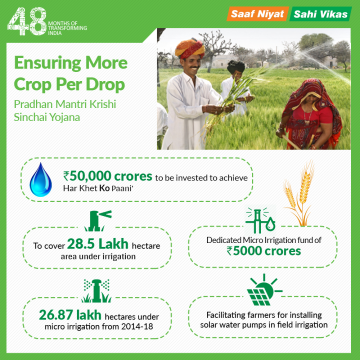 48 MONTHS OF
TRANSFORMING
INDIA
Saaf Niyat Sahi Vikas
Ensuring More
Crop Per Drop
Pradhan Mantri Krishi
Sinchai Yojana
₹50,000 crores to be invested to achieve
Har Khet Ko Paani'
To cover 28.5 Lakh hectare
area under irrigation
Dedicated Micro Irrigation fund of
₹5000 crores
26.87 lakh hectares under
micro irrigation from 2014-18
Facilitating farmers for installing
solar water pumps in field irrigation